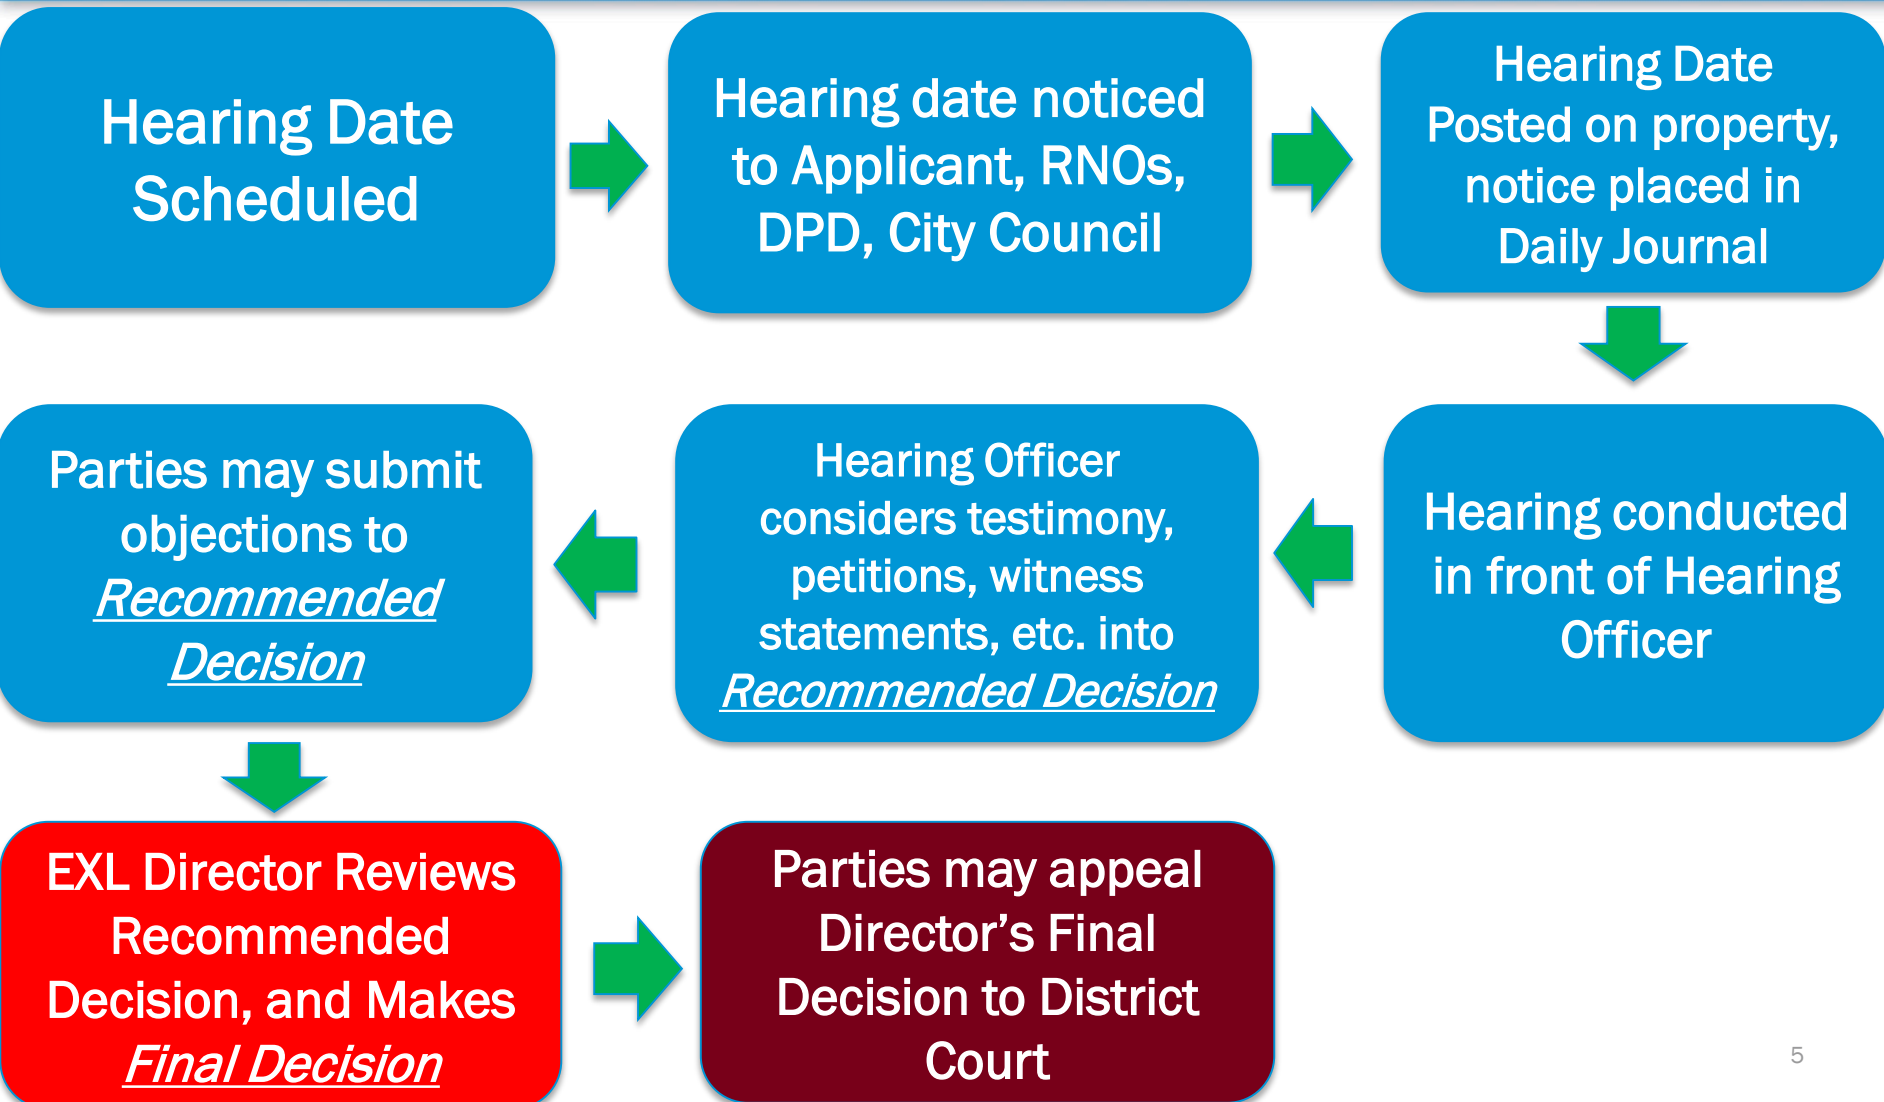 Hearing Date
Scheduled
Hearing date noticed
to Applicant, RNOs,
DPD, City Council
Hearing Date
Posted on property,
notice placed in
Daily Journal
Hearing conducted
in front of Hearing
Officer
Hearing Officer
considers testimony,
petitions, witness
statements, etc. into
Recommended Decision
Parties may submit
objections to
Recommended
Decision
EXL Director Reviews
Recommended
Decision, and Makes
Final Decision
Parties may appeal
Director’s Final
Decision to District
Court
5